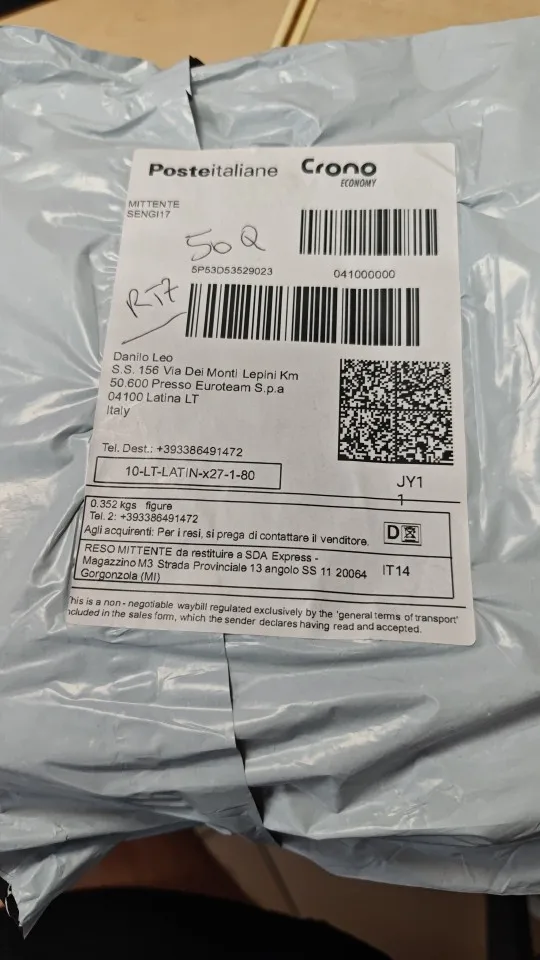 Posteitaliane Crono
ECONOMY
MITTENTE
SENGI17
50 Q
5P53D53529023 041000000
RT7
Danilo Leo
S.S. 156 Via Dei Monti Lepini Km
50.600 Presso Euroteam S.p.a
04100 Latina LT
Italy
Tel. Dest.: +393386491472
10-LT-LATIN-x27-1-80
JY1
1
0.352 kgs figure
Tel. 2: +393386491472
Agli acquirenti: Per i resi, si prega di contattare il venditore.
D
RESO MITTENTE da restituire a SDA Express -
Magazzino M3 Strada Provinciale 13 angolo SS 11 20064
Gorgonzola (MI)
IT14
This is a non - negotiable waybill regulated exclusively by the 'general terms of transport'
included in the sales form, which the sender declares having read and accepted.